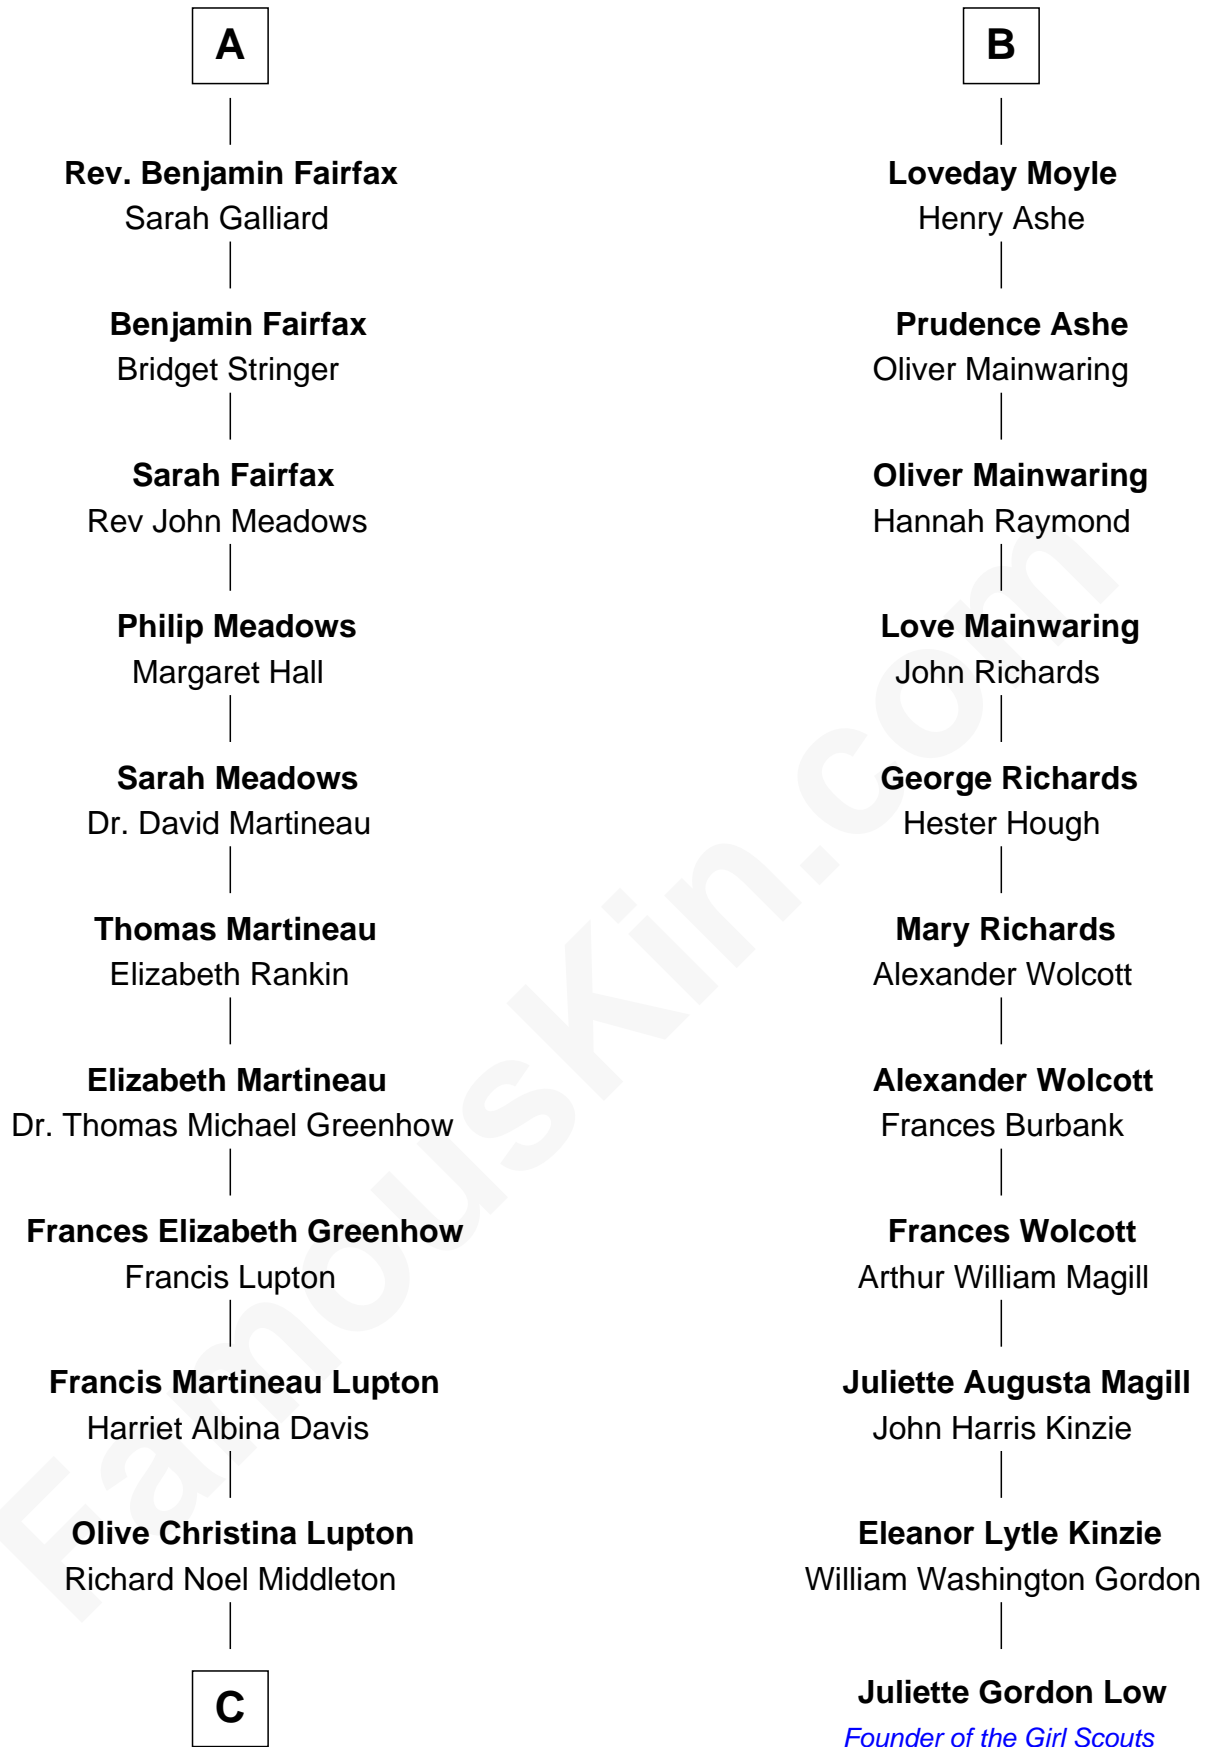 A
Rev. Benjamin Fairfax
Sarah Galliard
Benjamin Fairfax
Bridget Stringer
Sarah Fairfax
Rev John Meadows
Philip Meadows
Margaret Hall
Sarah Meadows
Dr. David Martineau
Thomas Martineau
Elizabeth Rankin
Elizabeth Martineau
Dr. Thomas Michael Greenhow
Frances Elizabeth Greenhow
Francis Lupton
Francis Martineau Lupton
Harriet Albina Davis
Olive Christina Lupton
Richard Noel Middleton
C
B
Loveday Moyle
Henry Ashe
Prudence Ashe
Oliver Mainwaring
Oliver Mainwaring
Hannah Raymond
Love Mainwaring
John Richards
George Richards
Hester Hough
Mary Richards
Alexander Wolcott
Alexander Wolcott
Frances Burbank
Frances Wolcott
Arthur William Magill
Juliette Augusta Magill
John Harris Kinzie
Eleanor Lytle Kinzie
William Washington Gordon
Juliette Gordon Low
Founder of the Girl Scouts
FamousKin.com